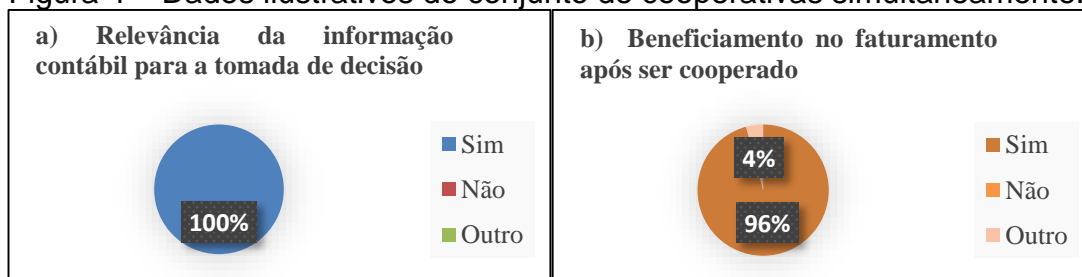 Figura 4 – Dados ilustrativos do conjunto de cooperativas simultaneamente.
a) Relevância da informação
contábil para a tomada de decisão
Sim
Não
Outro
100%
b) Beneficiamento no faturamento
após ser cooperado
Sim
Não
Outro
4%
96%